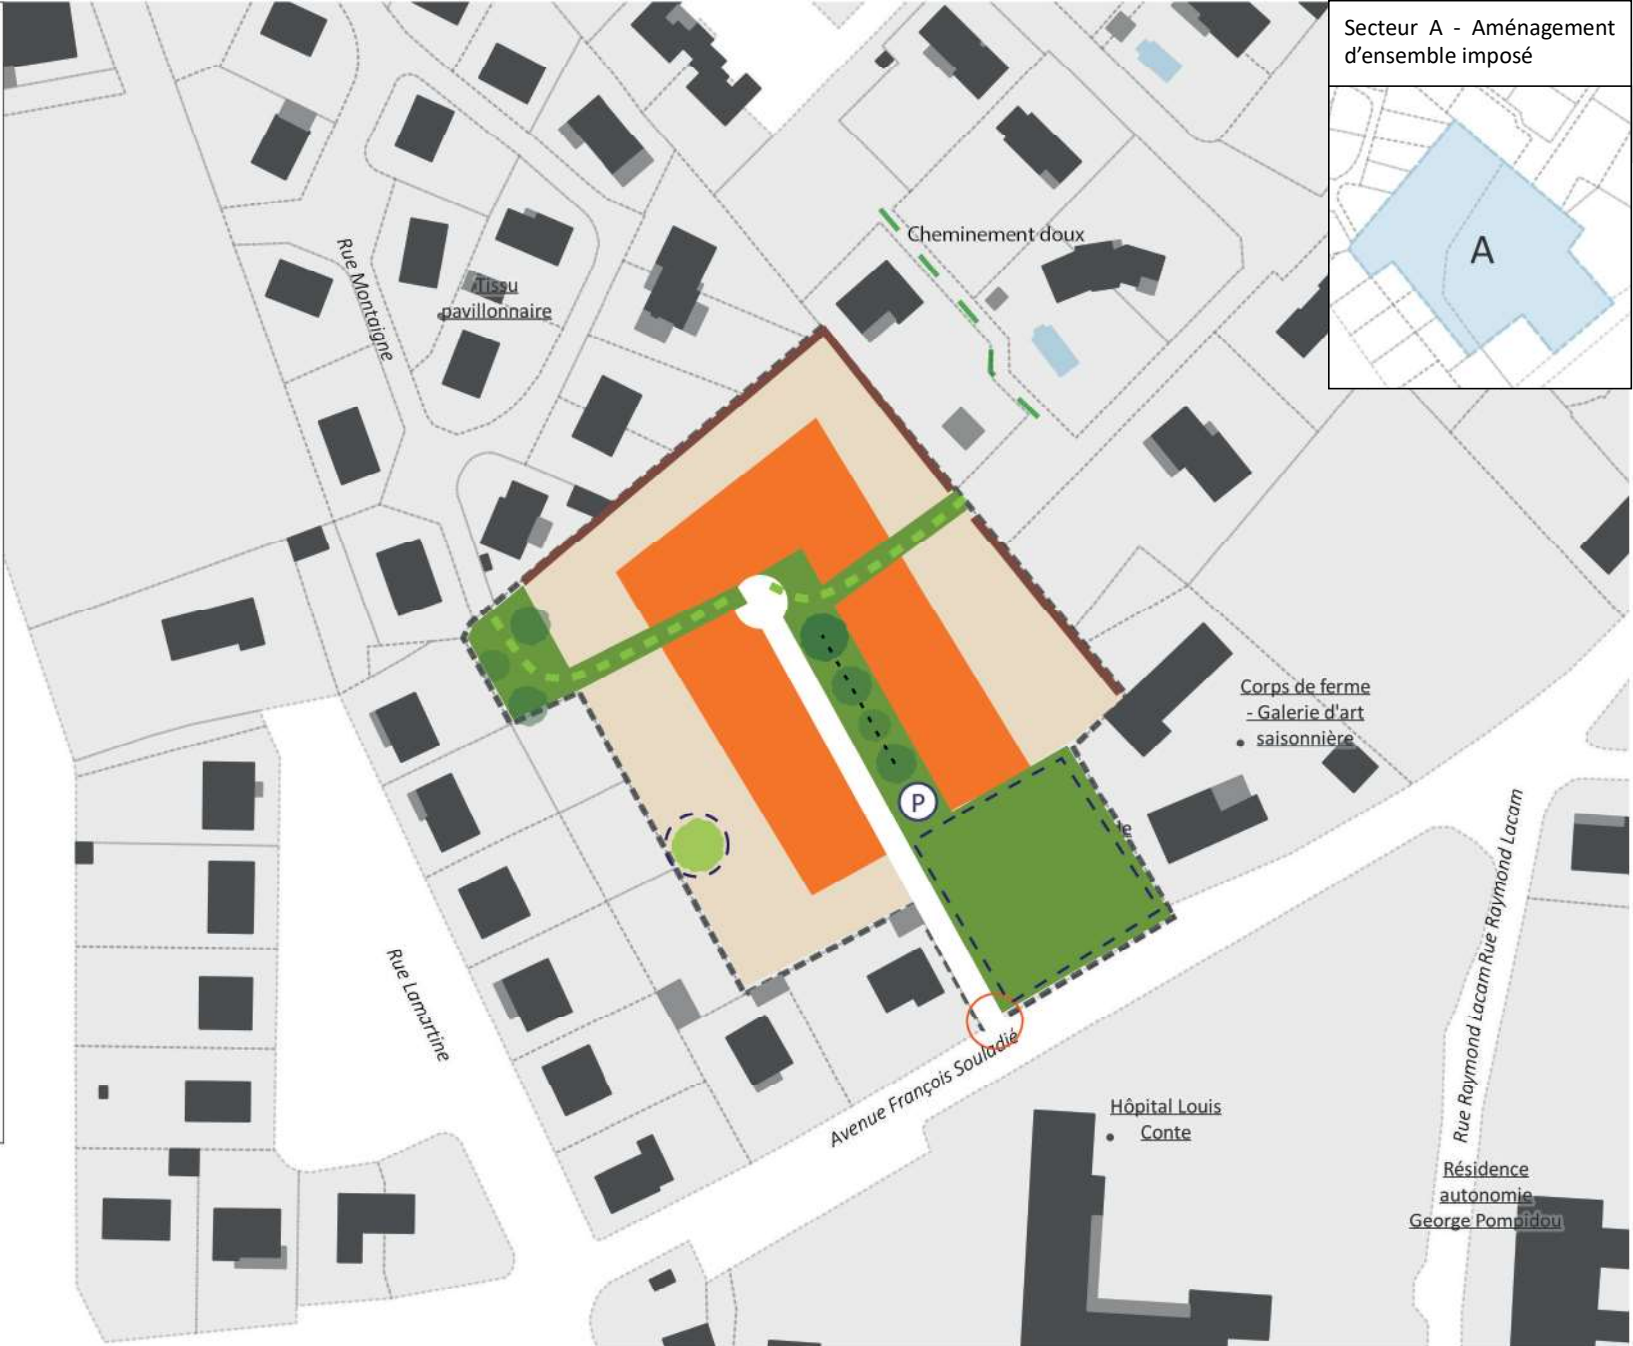 Secteur A - Aménagement
d’ensemble imposé
A
Cheminement doux
Rue Montaigne
Tissu
pavillonnaire
Corps de ferme
- Galerie d'art
saisonnière
P
le
Rue Raymond Lacam
Rue Raymond Lacam
Rue Lamartine
Avenue François Souladié
Hôpital Louis
Conte
Résidence
autonomie
George Pompidou